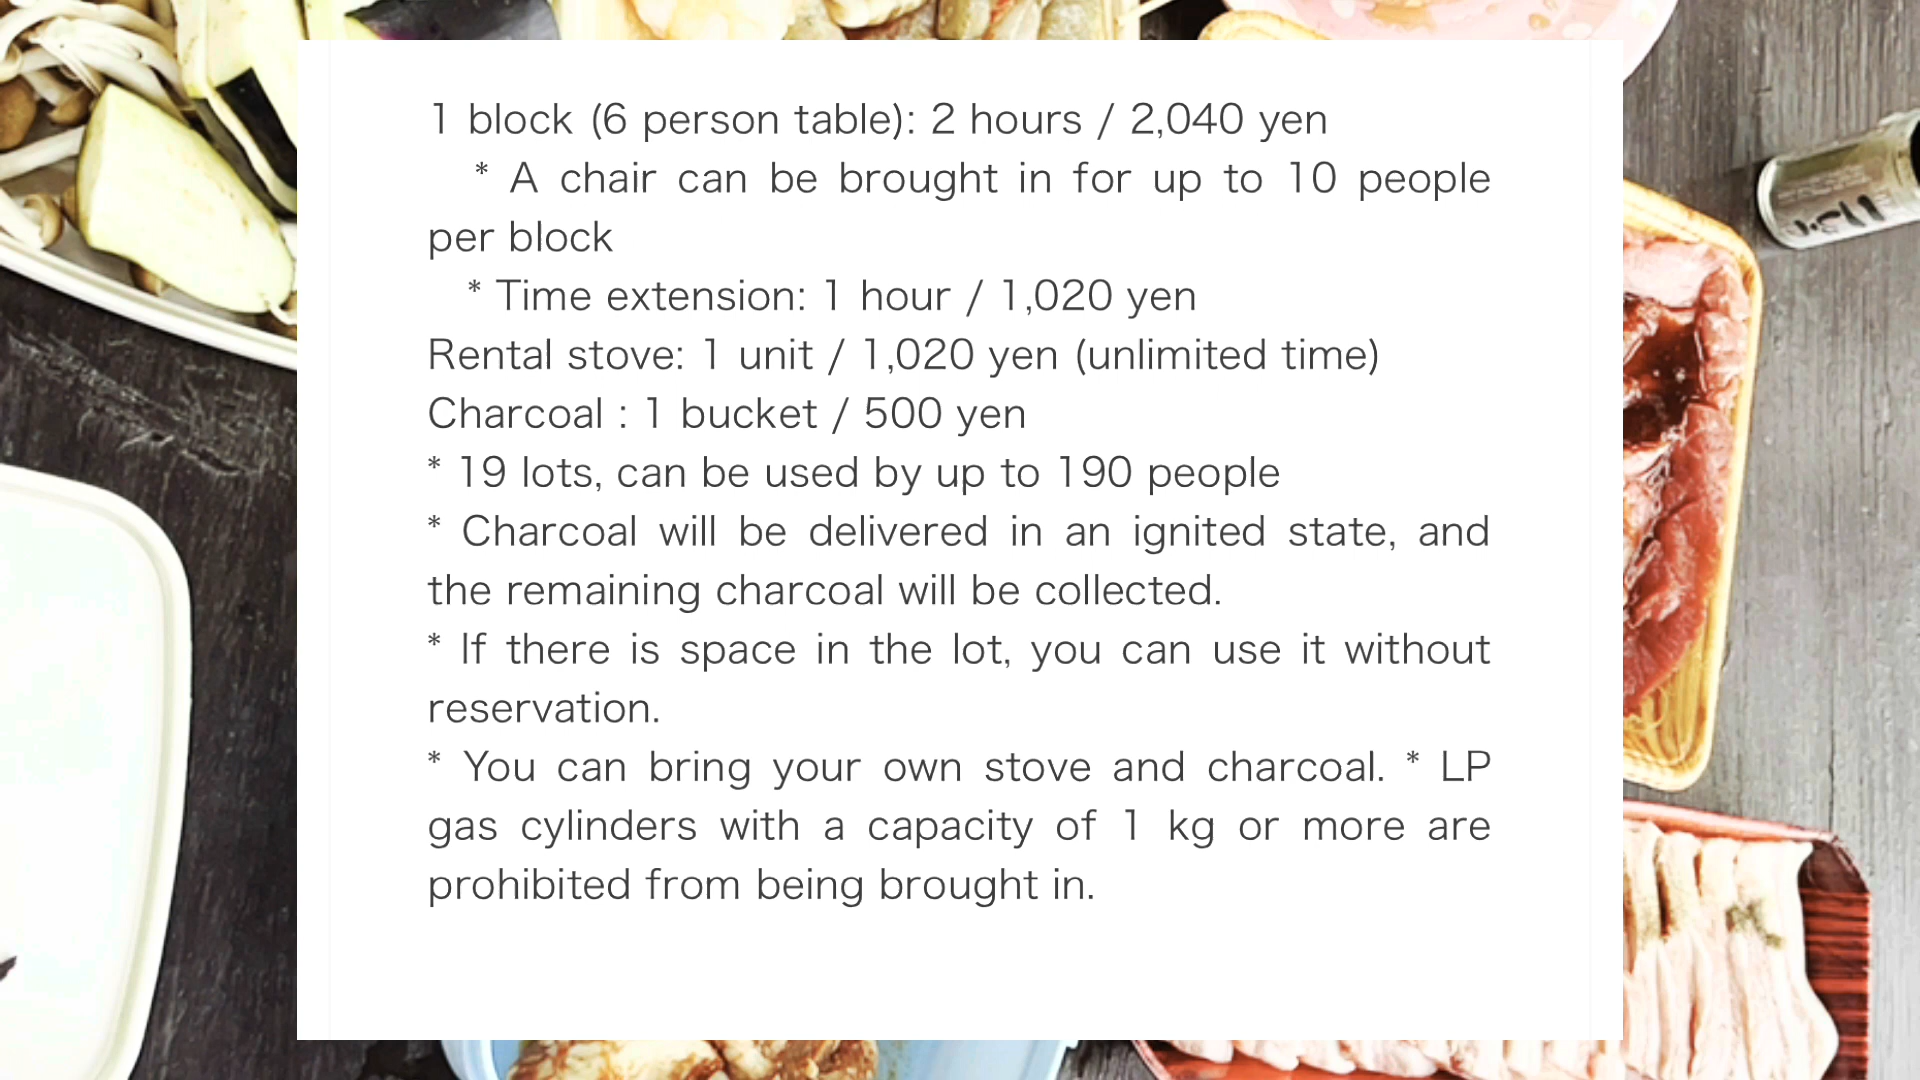 1 block (6 person table): 2 hours / 2,040 yen
* A chair can be brought in for up to 10 people
per block
* Time extension: 1 hour / 1,020 yen
Rental stove: 1 unit / 1,020 yen (unlimited time)
Charcoal : 1 bucket / 500 yen
* 19 lots, can be used by up to 190 people
* Charcoal will be delivered in an ignited state, and
the remaining charcoal will be collected.
* If there is space in the lot, you can use it without
reservation.
* You can bring your own stove and charcoal. * LP
gas cylinders with a capacity of 1 kg or more are
prohibited from being brought in.